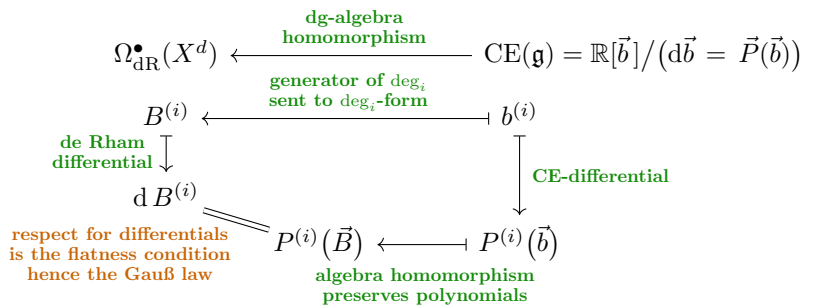 dg-algebra
homomorphism
Ω•dR(X^d) ← CE(𝔤) = ℝ[b⃗]/(db⃗ = P⃗(b⃗))
generator of deg_i
sent to deg_i-form
B^(i) b^(i)
de Rham
differential
CE-differential
d B^(i)
respect for differentials
is the flatness condition
hence the Gauß law
P^(i)(B⃗) P^(i)(b⃗)
algebra homomorphism
preserves polynomials